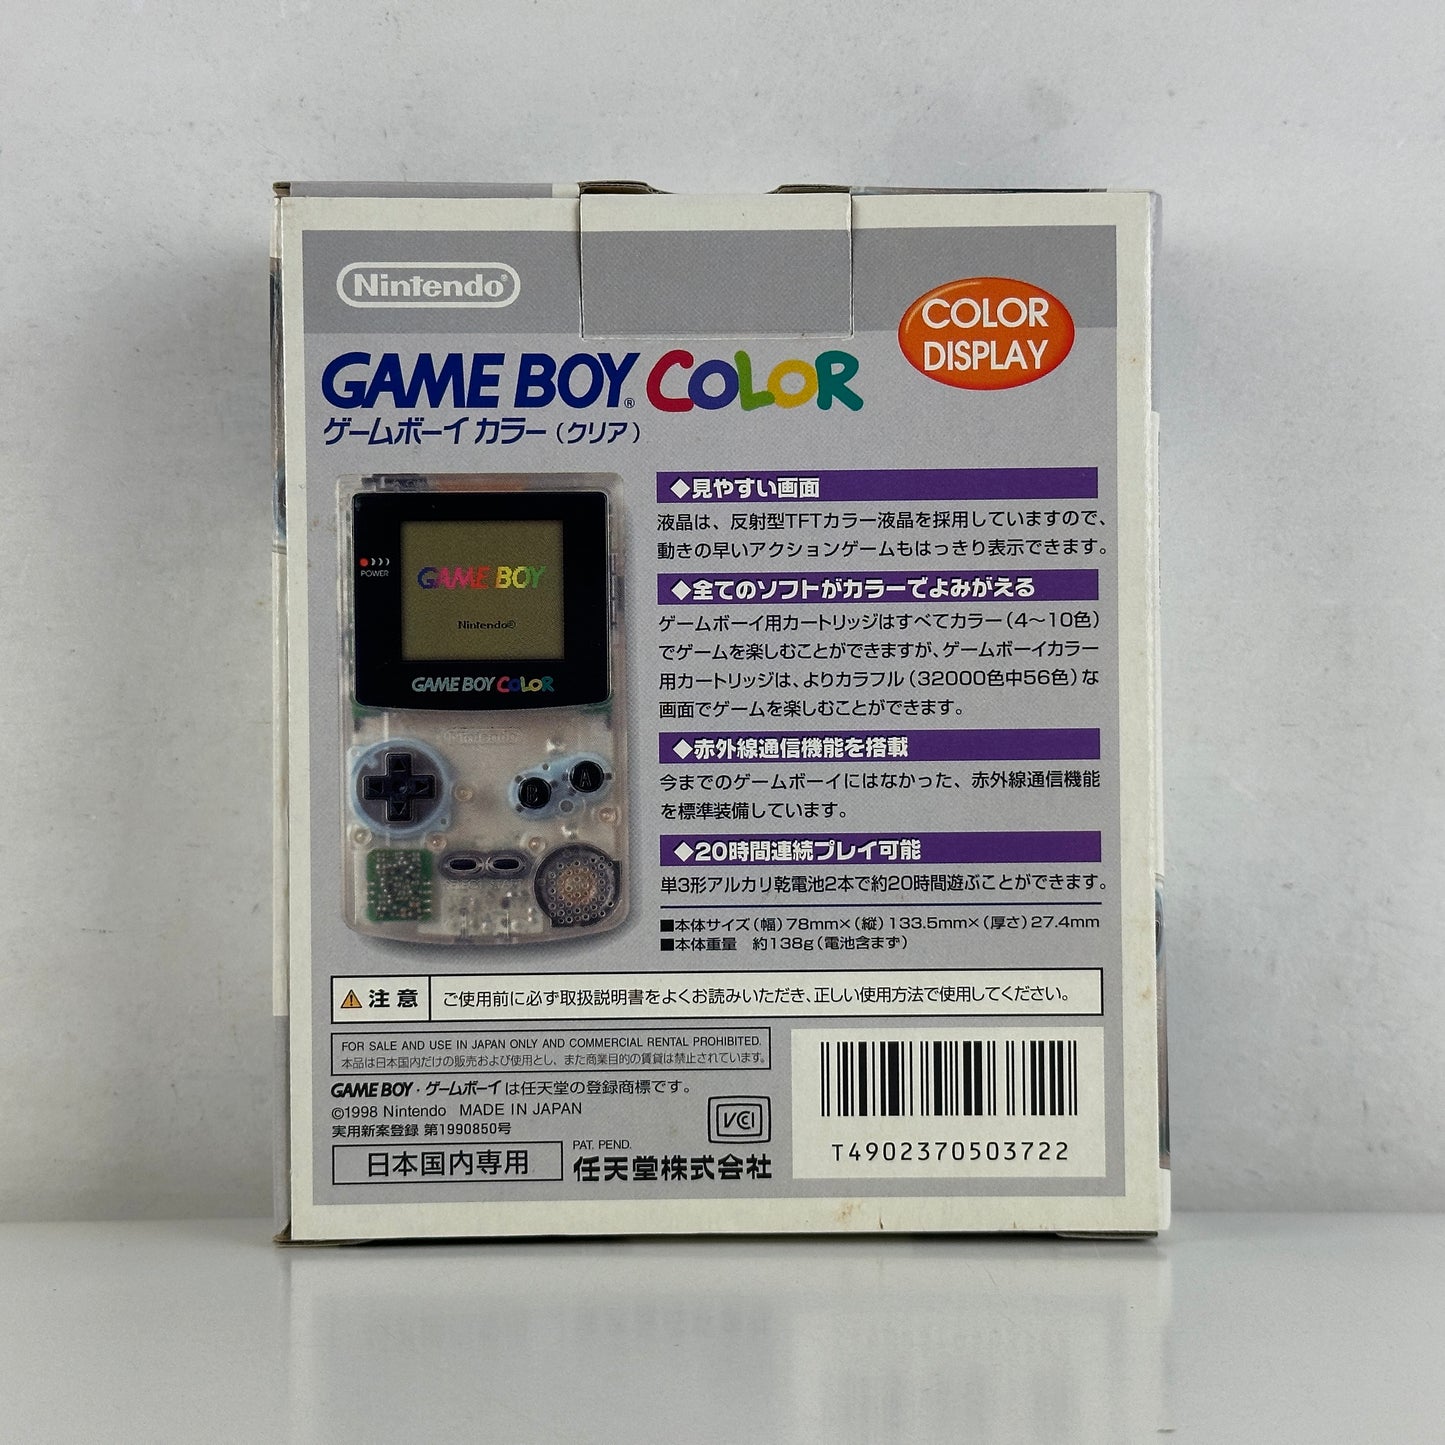 Nintendo®
COLOR
DISPLAY
GAME BOY® COLOR
ゲームボーイ カラー（クリア）
POWER
GAME BOY
Nintendo®
GAME BOY COLOR
Nintendo
B A
◆見やすい画面
液晶は、反射型TFTカラー液晶を採用していますので、
動きの早いアクションゲームもはっきり表示できます。
◆全てのソフトがカラーでよみがえる
ゲームボーイ用カートリッジはすべてカラー（4〜10色）
でゲームを楽しむことができますが、ゲームボーイカラー
用カートリッジは、よりカラフル（32000色中56色）な
画面でゲームを楽しむことができます。
◆赤外線通信機能を搭載
今までのゲームボーイにはなかった、赤外線通信機能
を標準装備しています。
◆20時間連続プレイ可能
単3形アルカリ乾電池2本で約20時間遊ぶことができます。
■本体サイズ（幅）78mm×（縦）133.5mm×（厚さ）27.4mm
■本体重量 約138g（電池含まず）
注意 ご使用前に必ず取扱説明書をよくお読みいただき、正しい使用方法で使用してください。
FOR SALE AND USE IN JAPAN ONLY AND COMMERCIAL RENTAL PROHIBITED.
本品は日本国内だけの販売および使用とし、また商業目的の賃貸は禁止されています。
GAME BOY・ゲームボーイは任天堂の登録商標です。
©1998 Nintendo MADE IN JAPAN
実用新案登録 第1990850号
VCI
日本国内専用
PAT. PEND.
任天堂株式会社
T4902370503722